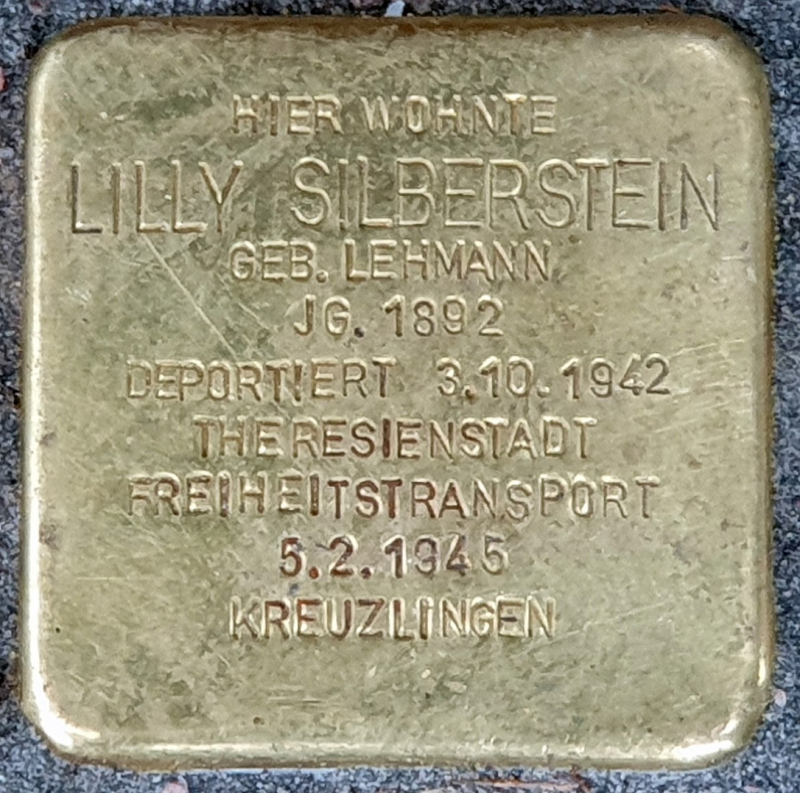 HIER WOHNTE
LILLY SILBERSTEIN
GEB. LEHMANN
JG. 1892
DEPORTIERT 3.10.1942
THERESIENSTADT
FREIHEITSTRANSPORT
5.2.1945
KREUZLINGEN